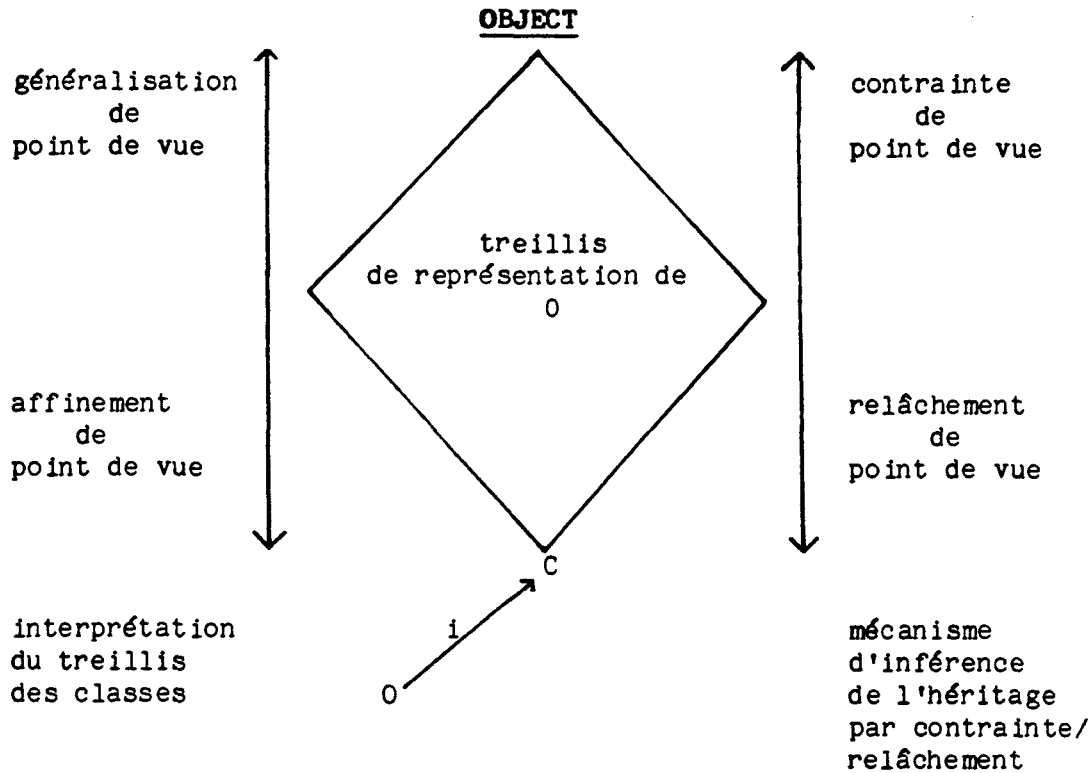 OBJECT
généralisation
de
point de vue
contrainte
de
point de vue
treillis
de représentation de
O
affinement
de
point de vue
relâchement
de
point de vue
C
interprétation
du treillis
des classes
i
O
mécanisme
d'inférence
de l'héritage
par contrainte/
relâchement